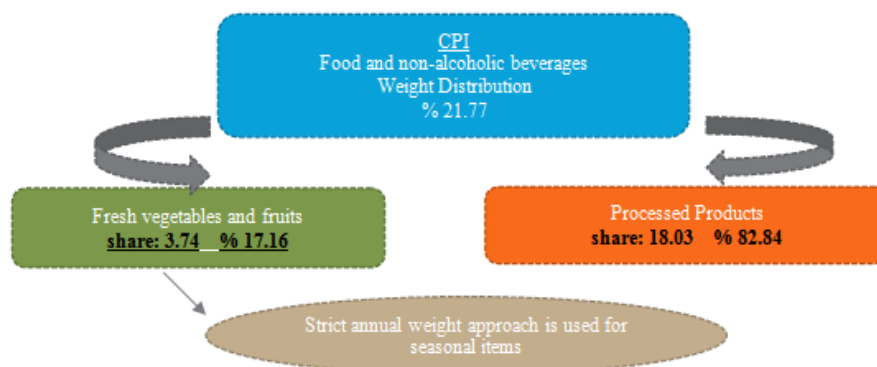 CPI
Food and non-alcoholic beverages
Weight Distribution
% 21.77
Fresh vegetables and fruits
share: 3.74 % 17.16
Processed Products
share: 18.03 % 82.84
Strict annual weight approach is used for
seasonal items